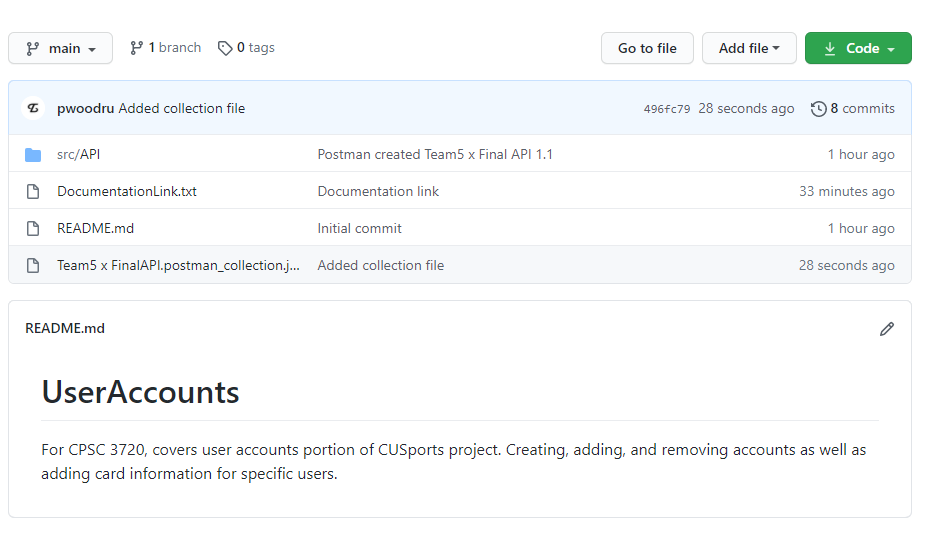 main 1 branch 0 tags Go to file Add file Code
pwoodru Added collection file 496fc79 28 seconds ago 8 commits
src/API Postman created Team5 x Final API 1.1 1 hour ago
DocumentationLink.txt Documentation link 33 minutes ago
README.md Initial commit 1 hour ago
Team5 x FinalAPI.postman_collection.j... Added collection file 28 seconds ago
README.md
UserAccounts
For CPSC 3720, covers user accounts portion of CUSports project. Creating, adding, and removing accounts as well as
adding card information for specific users.